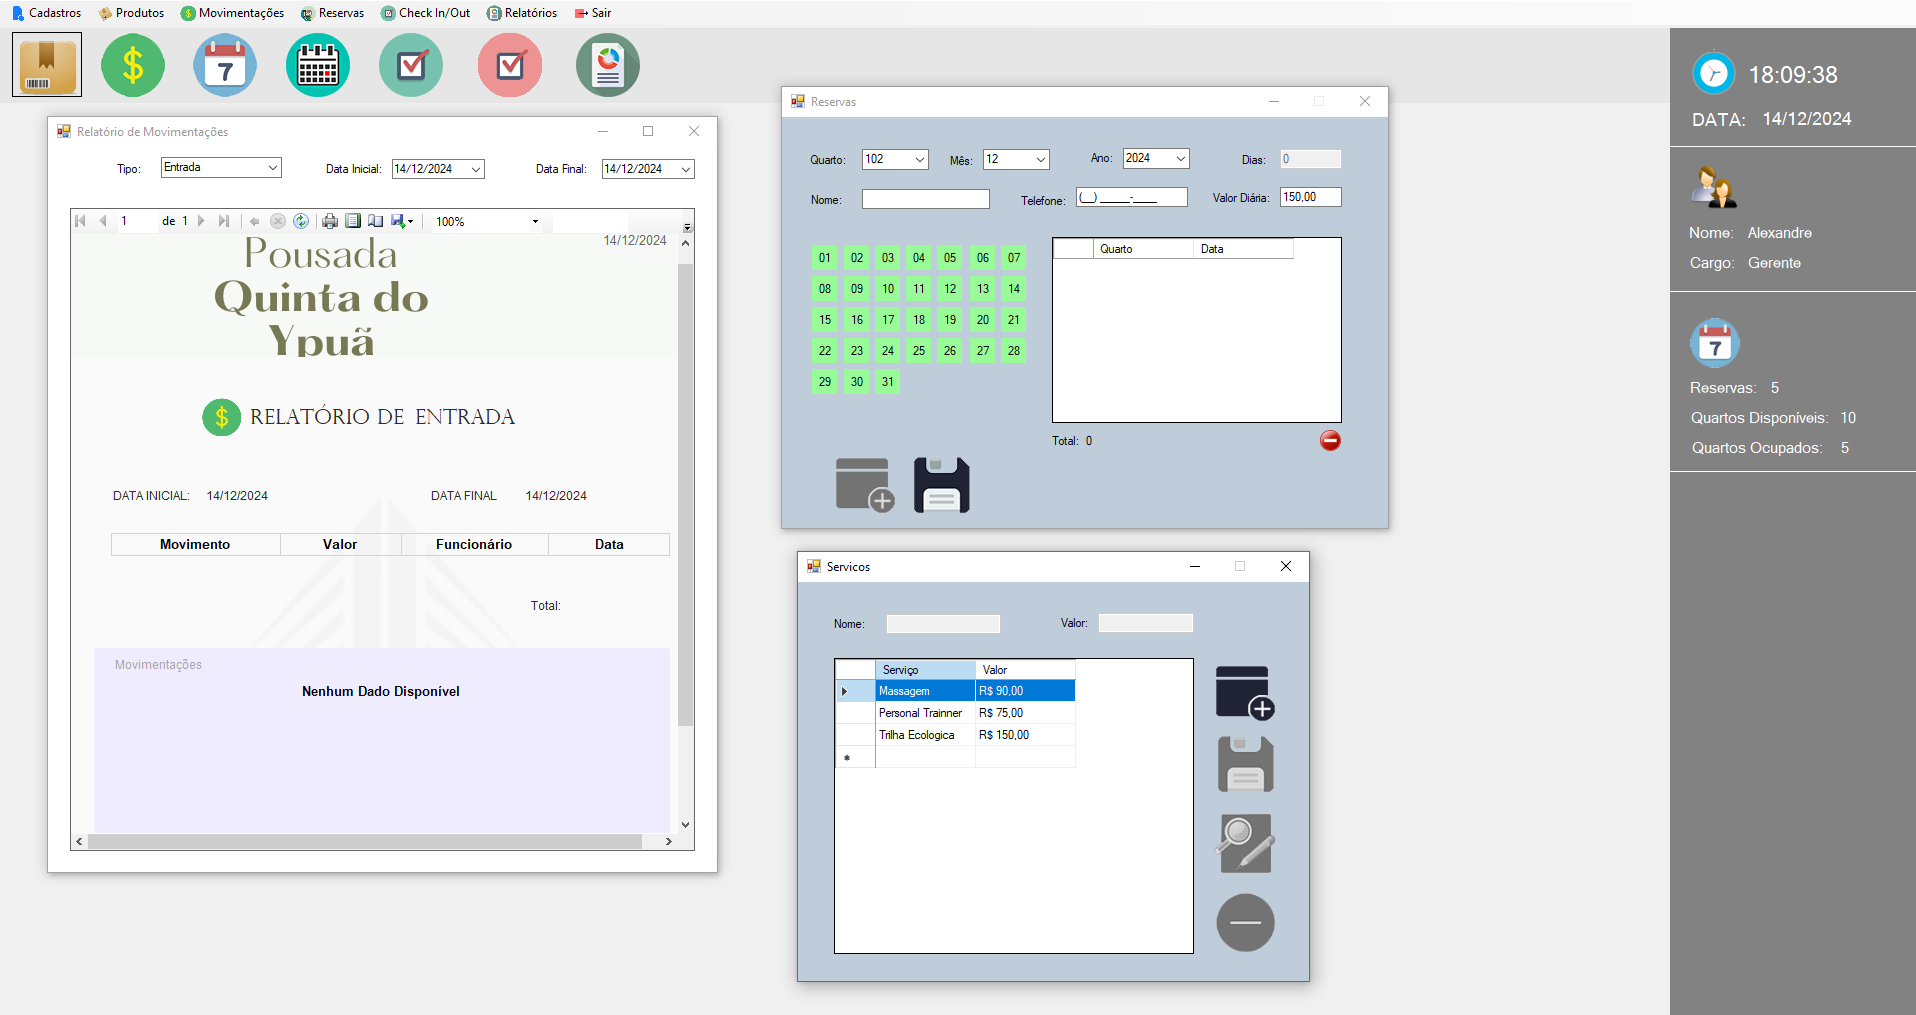 Cadastros Produtos Movimentações Reservas Check In/Out Relatórios Sair
7
18:09:38
DATA: 14/12/2024
Nome: Alexandre
Cargo: Gerente
7
Reservas: 5
Quartos Disponíveis: 10
Quartos Ocupados: 5
Relatório de Movimentações
Tipo: Entrada Data Inicial: 14/12/2024 Data Final: 14/12/2024
1 de 1 100%
14/12/2024
Pousada
Quinta do
Ypuã
$ RELATÓRIO DE ENTRADA
DATA INICIAL: 14/12/2024 DATA FINAL 14/12/2024
Movimento Valor Funcionário Data
Total:
Movimentações
Nenhum Dado Disponível
Reservas
Quarto: 102 Mês: 12 Ano: 2024 Dias: 0
Nome: Telefone: (__) _____-____ Valor Diária: 150,00
01 02 03 04 05 06 07
08 09 10 11 12 13 14
15 16 17 18 19 20 21
22 23 24 25 26 27 28
29 30 31
Quarto Data
Total: 0
Servicos
Nome: Valor:
Serviço Valor
Massagem R$ 90,00
Personal Trainner R$ 75,00
Trilha Ecologica R$ 150,00